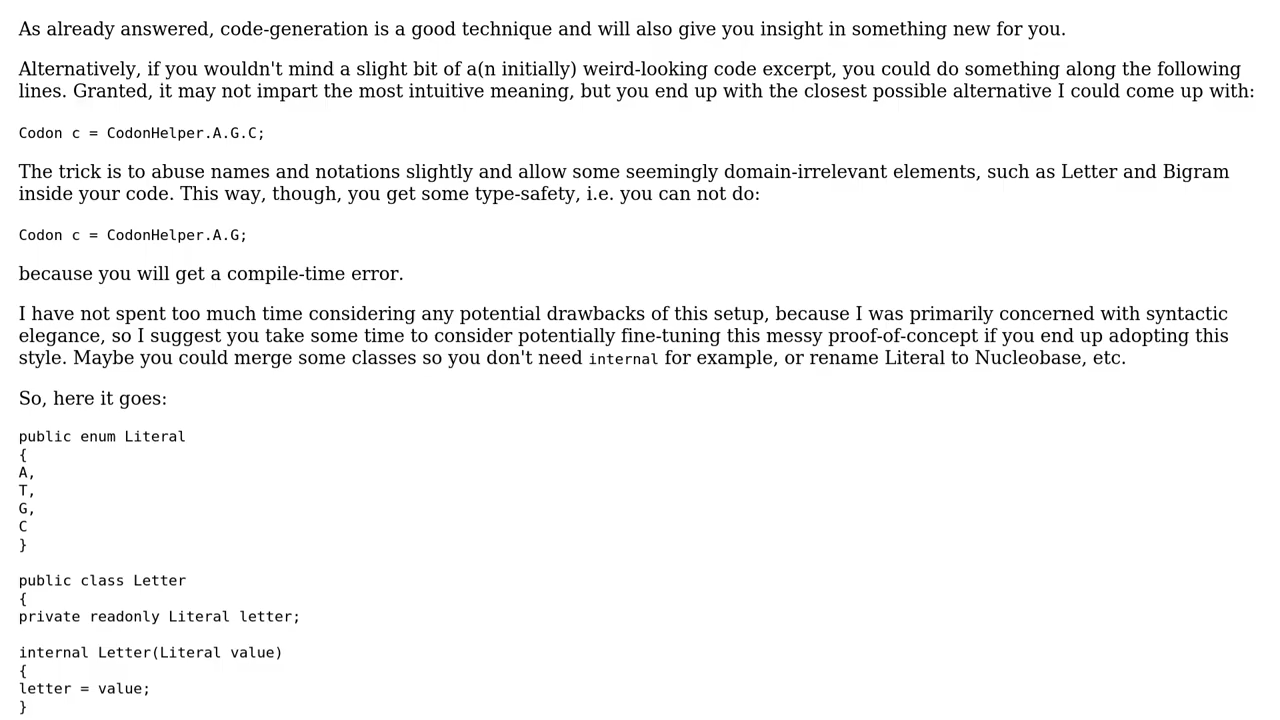 As already answered, code-generation is a good technique and will also give you insight in something new for you.
Alternatively, if you wouldn't mind a slight bit of a(n initially) weird-looking code excerpt, you could do something along the following
lines. Granted, it may not impart the most intuitive meaning, but you end up with the closest possible alternative I could come up with:
Codon c = CodonHelper.A.G.C;
The trick is to abuse names and notations slightly and allow some seemingly domain-irrelevant elements, such as Letter and Bigram
inside your code. This way, though, you get some type-safety, i.e. you can not do:
Codon c = CodonHelper.A.G;
because you will get a compile-time error.
I have not spent too much time considering any potential drawbacks of this setup, because I was primarily concerned with syntactic
elegance, so I suggest you take some time to consider potentially fine-tuning this messy proof-of-concept if you end up adopting this
style. Maybe you could merge some classes so you don't need internal for example, or rename Literal to Nucleobase, etc.
So, here it goes:
public enum Literal
{
A,
T,
G,
C
}
public class Letter
{
private readonly Literal letter;
internal Letter(Literal value)
{
letter = value;
}